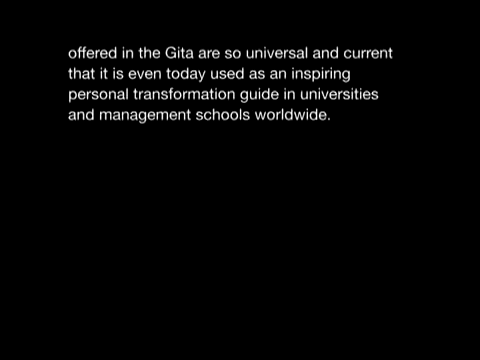 offered in the Gita are so universal and current
that it is even today used as an inspiring
personal transformation guide in universities
and management schools worldwide.